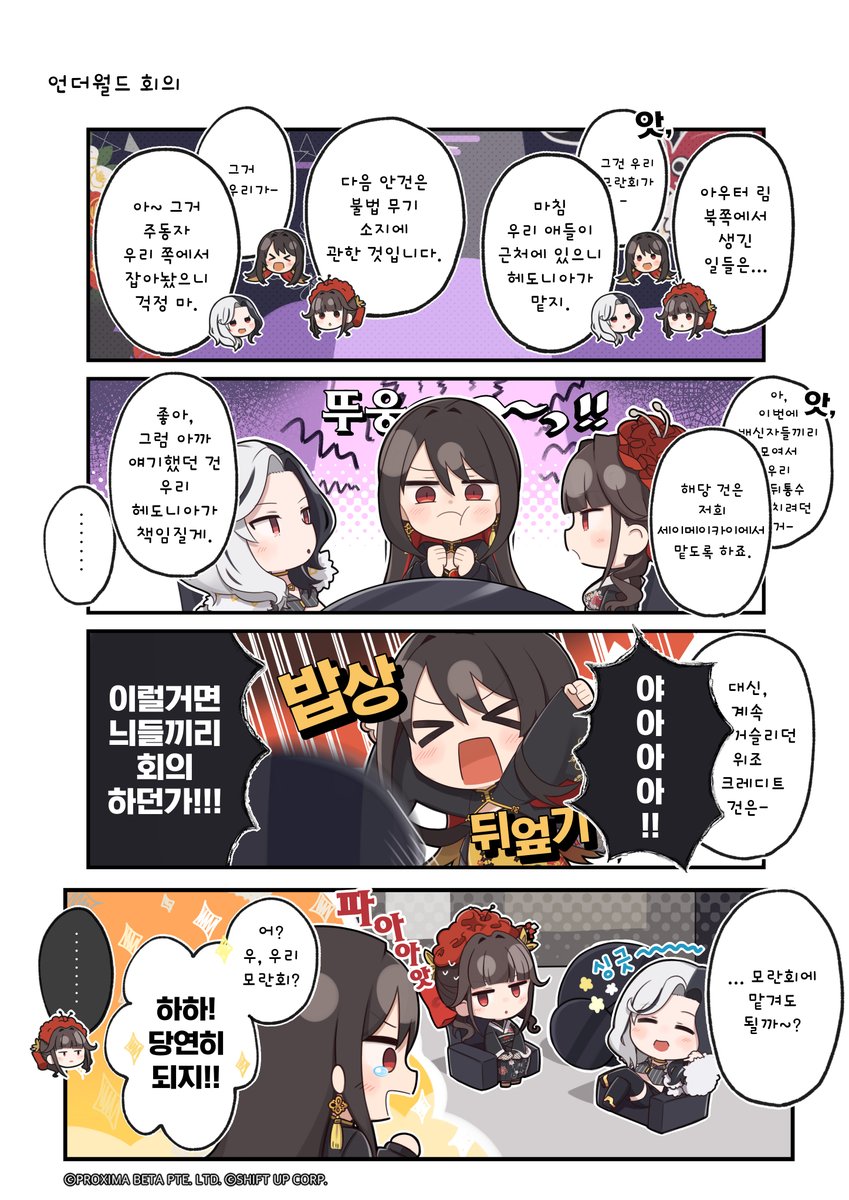 언더월드 회의
아우터 림
북쪽에서
생긴
일들은...
앗,
그건 우리
모란회가
-
마침
우리 애들이
근처에 있으니
헤도니아가
맡지.
다음 안건은
불법 무기
소지에
관한 것입니다.
그거
우리가-
아~ 그거
주동자
우리 쪽에서
잡아놨으니
걱정 마.
앗,
아,
이번에
배신자들끼리
모여서
우리
뒤통수
치려던
거-
해당 건은
저희
세이메이카이에서
맡도록 하죠.
뚜웅
~っ!!
좋아,
그럼 아까
얘기했던 건
우리
헤도니아가
책임질게.
.......
대신,
계속
거슬리던
위조
크레디트
건은-
야아아아아!!
밥상
뒤엎기
이럴거면
늬들끼리
회의
하던가!!!
... 모란회에
맡겨도
될까~?
싱긋~
파아아앗
어?
우, 우리
모란회?
하하!
당연히
되지!!
.......
©PROXIMA BETA PTE. LTD. ©SHIFT UP CORP.